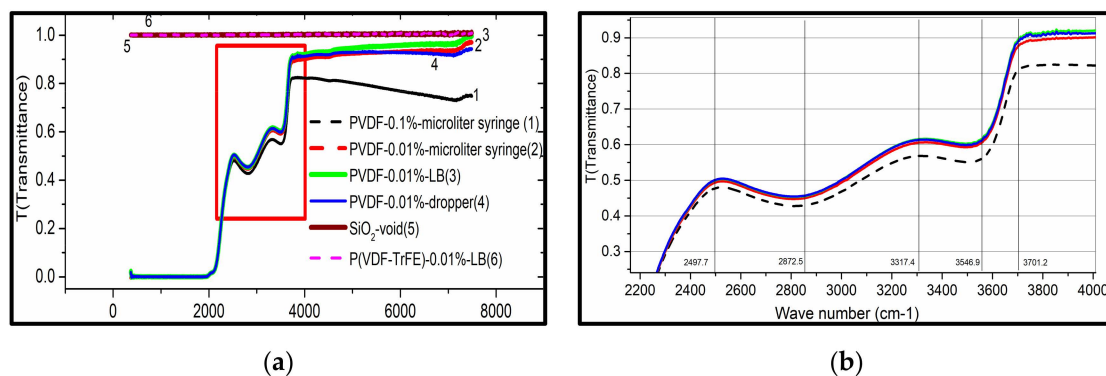 T(Transmittance)
1.0
0.8
0.6
0.4
0.2
0.0
6
5
3
2
4
1
PVDF-0.1%-microliter syringe (1)
PVDF-0.01%-microliter syringe(2)
PVDF-0.01%-LB(3)
PVDF-0.01%-dropper(4)
SiO2-void(5)
P(VDF-TrFE)-0.01%-LB(6)
0 2000 4000 6000 8000
(a)
T(Transmittance)
0.9
0.8
0.7
0.6
0.5
0.4
0.3
2497.7 2872.5 3317.4 3546.9 3701.2
2200 2400 2600 2800 3000 3200 3400 3600 3800 4000
Wave number (cm-1)
(b)